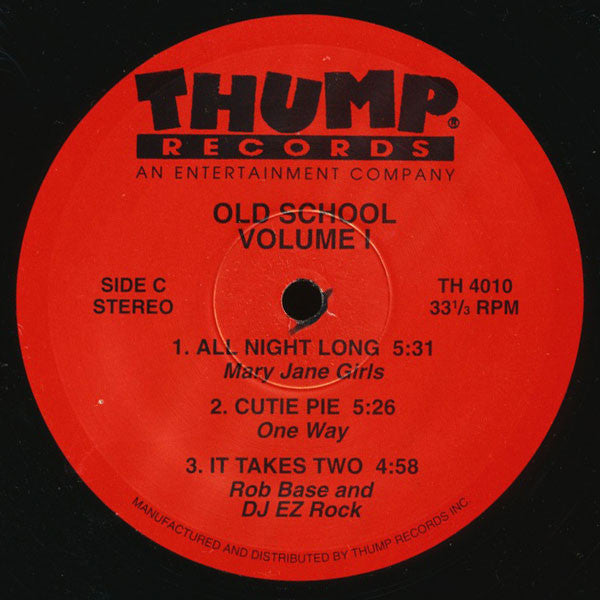 THUMP®
RECORDS
AN ENTERTAINMENT COMPANY
OLD SCHOOL
VOLUME I
SIDE C
STEREO
TH 4010
33 1/3 RPM
1. ALL NIGHT LONG 5:31
Mary Jane Girls
2. CUTIE PIE 5:26
One Way
3. IT TAKES TWO 4:58
Rob Base and
DJ EZ Rock
MANUFACTURED AND DISTRIBUTED BY THUMP RECORDS INC.